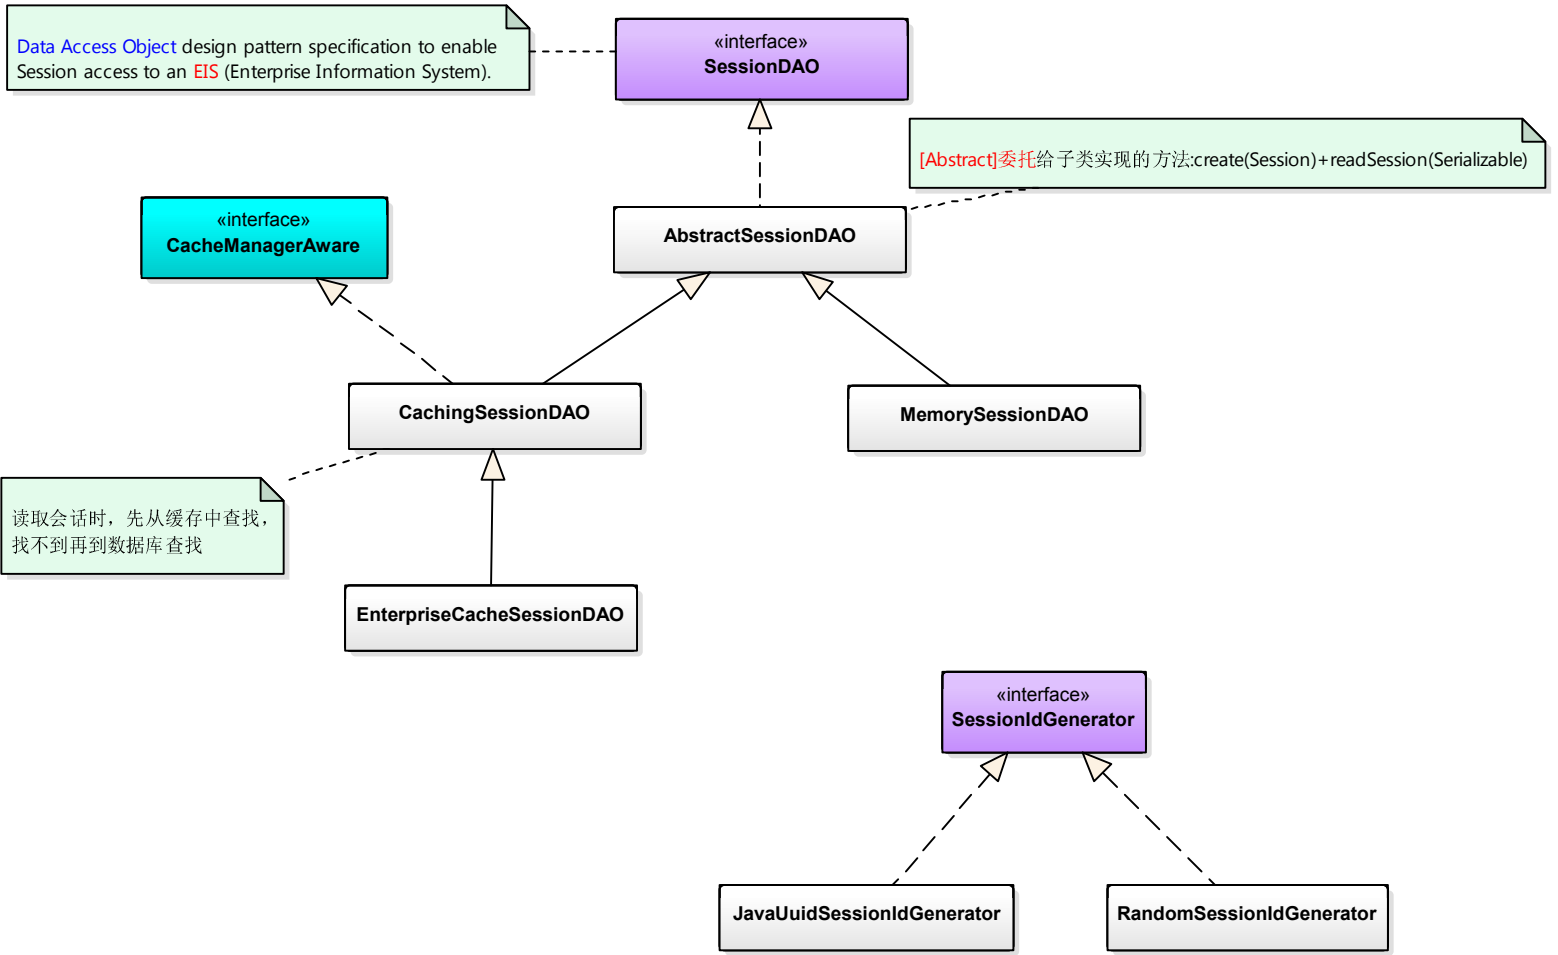 Data Access Object design pattern specification to enable
Session access to an EIS (Enterprise Information System).
«interface»
SessionDAO
[Abstract]委托给子类实现的方法:create(Session)+readSession(Serializable)
«interface»
CacheManagerAware
AbstractSessionDAO
CachingSessionDAO
MemorySessionDAO
读取会话时，先从缓存中查找，
找不到再到数据库查找
EnterpriseCacheSessionDAO
«interface»
SessionIdGenerator
JavaUuidSessionIdGenerator
RandomSessionIdGenerator